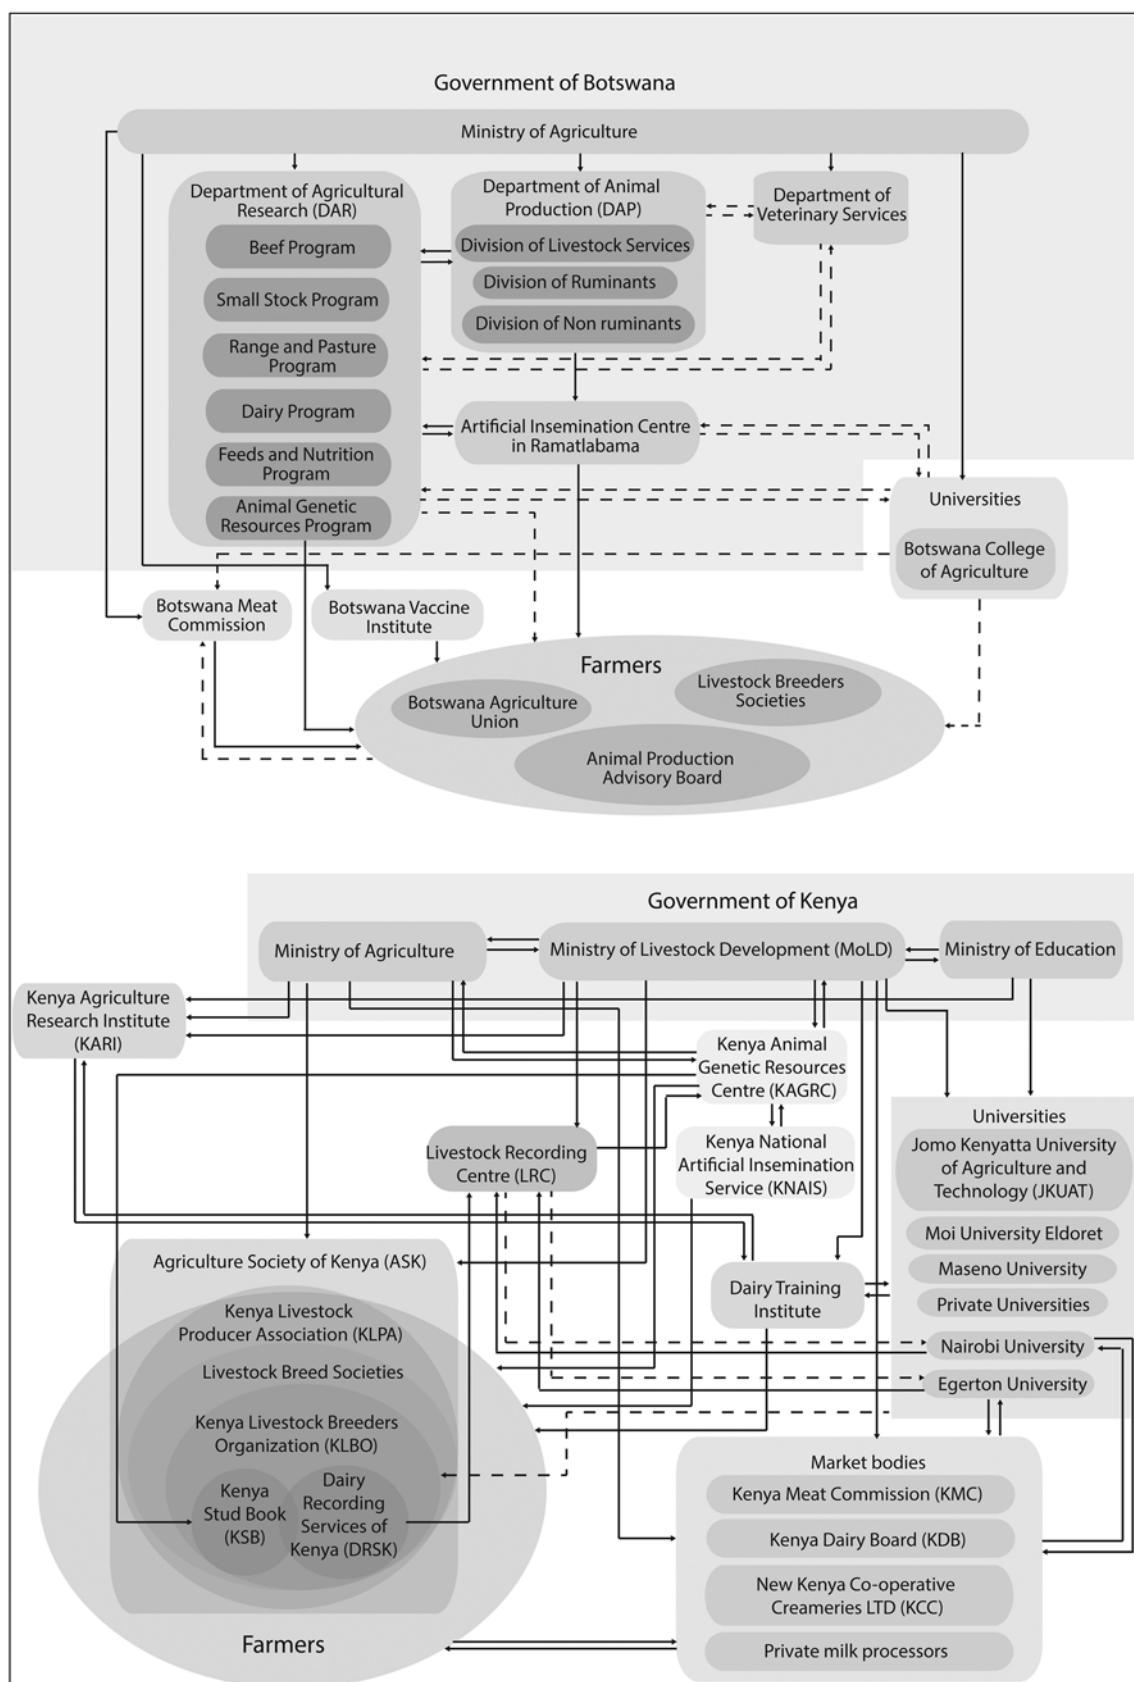 Government of Botswana
Ministry of Agriculture
Department of Agricultural
Research (DAR)
Beef Program
Small Stock Program
Range and Pasture
Program
Dairy Program
Feeds and Nutrition
Program
Animal Genetic
Resources Program
Department of Animal
Production (DAP)
Division of Livestock Services
Division of Ruminants
Division of Non ruminants
Department of
Veterinary Services
Artificial Insemination Centre
in Ramatlabama
Universities
Botswana College
of Agriculture
Botswana Meat
Commission
Botswana Vaccine
Institute
Farmers
Botswana Agriculture
Union
Livestock Breeders
Societies
Animal Production
Advisory Board
Government of Kenya
Ministry of Agriculture
Ministry of Livestock Development (MoLD)
Ministry of Education
Kenya Agriculture
Research Institute
(KARI)
Kenya Animal
Genetic Resources
Centre (KAGRC)
Livestock Recording
Centre (LRC)
Kenya National
Artificial Insemination
Service (KNAIS)
Universities
Jomo Kenyatta University
of Agriculture and
Technology (JKUAT)
Moi University Eldoret
Maseno University
Private Universities
Nairobi University
Egerton University
Agriculture Society of Kenya (ASK)
Kenya Livestock
Producer Association (KLPA)
Livestock Breed Societies
Kenya Livestock Breeders
Organization (KLBO)
Kenya
Stud Book
(KSB)
Dairy
Recording
Services of
Kenya (DRSK)
Farmers
Dairy Training
Institute
Market bodies
Kenya Meat Commission (KMC)
Kenya Dairy Board (KDB)
New Kenya Co-operative
Creameries LTD (KCC)
Private milk processors